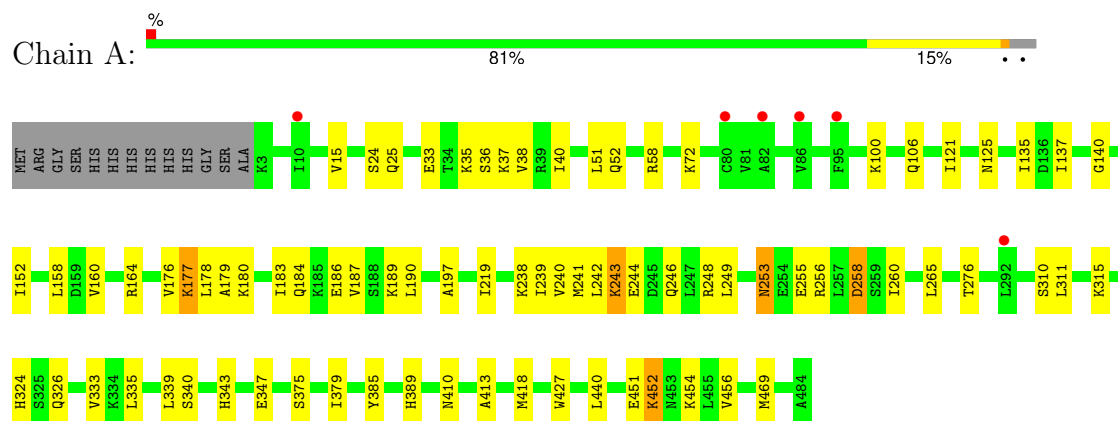 %
Chain A:
81% 15% • •
MET ARG GLY SER HIS HIS HIS HIS HIS HIS GLY SER ALA K3 I10 V15 S24 Q25 E33 T34 K35 S36 K37 V38 R39 I40 L51 Q52 R58 K72 C80 V81 A82 V86 F95 K100 Q106 I121 N125 I135 D136 I137 G140
I152 L158 D159 V160 R164 V176 K177 L178 A179 K180 I183 Q184 K185 E186 V187 S188 K189 L190 A197 I219 K238 I239 V240 M241 L242 K243 E244 D245 Q246 L247 R248 L249 N253 E254 E255 R256 L257 D258 S259 I260 L265 T276 L292 S310 L311 K315
H324 S325 Q326 V333 K334 L335 L339 S340 H343 E347 S375 I379 Y385 H389 N410 A413 M418 W427 L440 E451 K452 N453 K454 L455 V456 M469 A484